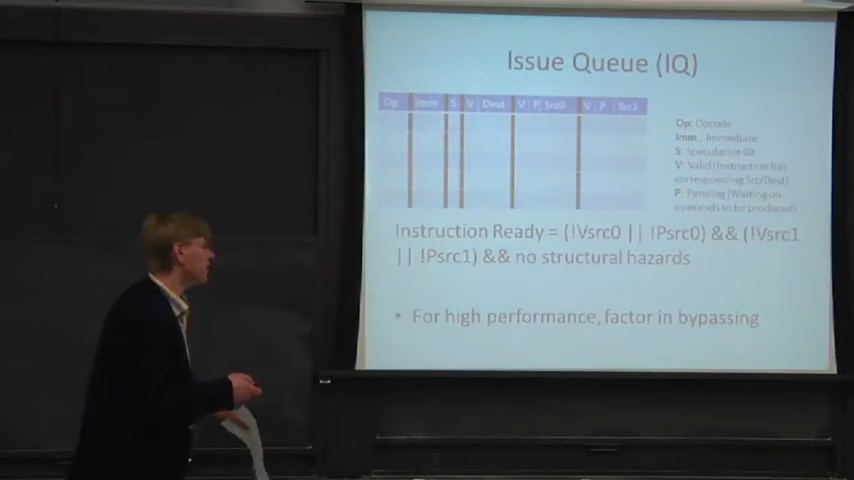 Issue Queue (IQ)
Op Imm S V Dest V P Src0 V P Src1
Op: Opcode
Imm.: Immediate
S: Speculative Bit
V: Valid (Instruction has
corresponding Src/Dest)
P: Pending (Waiting on
operands to be produced)
Instruction Ready = (!Vsrc0 || !Psrc0) && (!Vsrc1
|| !Psrc1) && no structural hazards
• For high performance, factor in bypassing